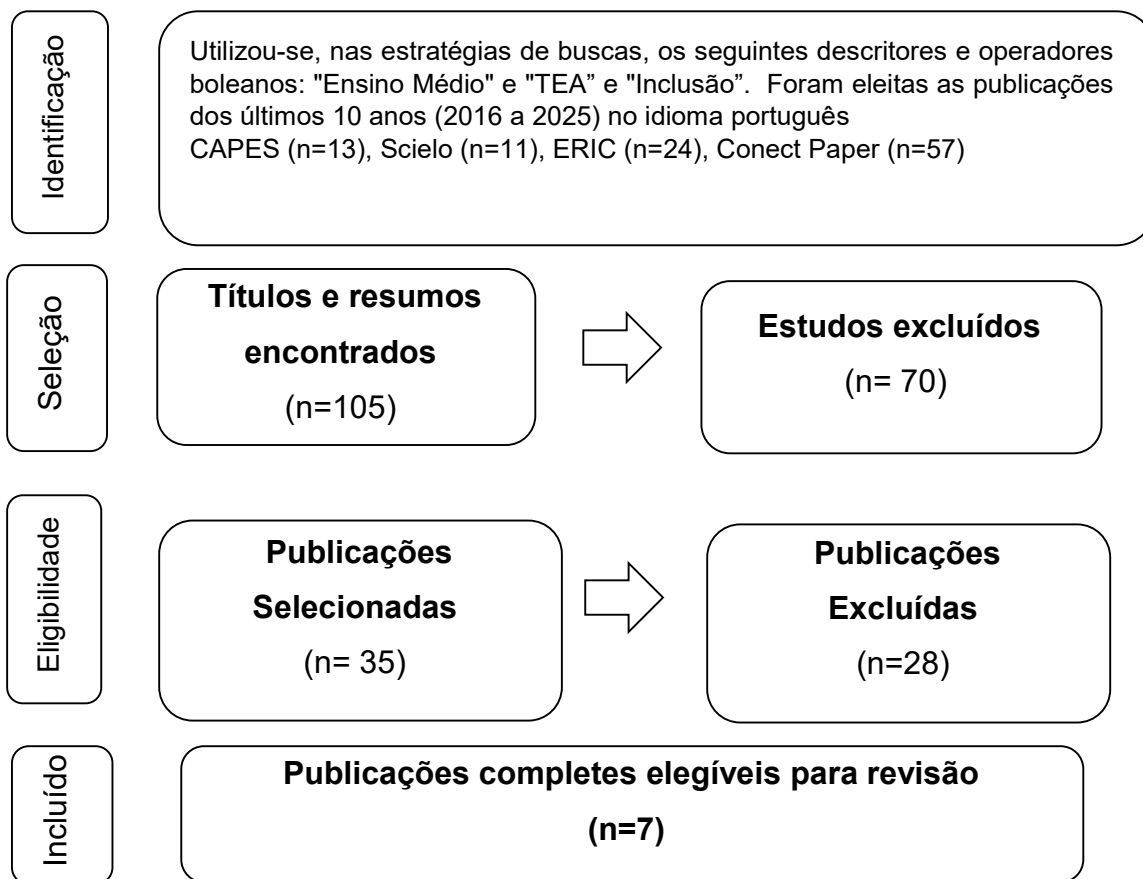 Identificação
Utilizou-se, nas estratégias de buscas, os seguintes descritores e operadores
boleanos: "Ensino Médio" e "TEA” e "Inclusão”. Foram eleitas as publicações
dos últimos 10 anos (2016 a 2025) no idioma português
CAPES (n=13), Scielo (n=11), ERIC (n=24), Conect Paper (n=57)
Seleção
Títulos e resumos
encontrados
(n=105)
Estudos excluídos
(n= 70)
Eligibilidade
Publicações
Selecionadas
(n= 35)
Publicações
Excluídas
(n=28)
Incluído
Publicações completes elegíveis para revisão
(n=7)